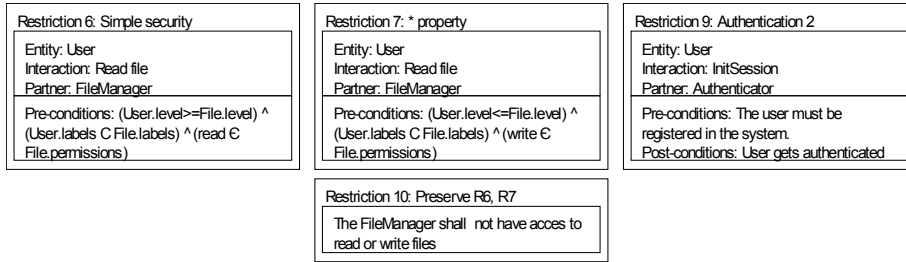 Restriction 6: Simple security
Entity: User
Interaction: Read file
Partner: FileManager
Pre-conditions: (User.level>=File.level) ^
(User.labels C File.labels) ^ (read Є
File.permissions)
Restriction 7: * property
Entity: User
Interaction: Read file
Partner: FileManager
Pre-conditions: (User.level<=File.level) ^
(User.labels C File.labels) ^ (write Є
File.permissions)
Restriction 9: Authentication 2
Entity: User
Interaction: InitSession
Partner: Authenticator
Pre-conditions: The user must be
registered in the system.
Post-conditions: User gets authenticated
Restriction 10: Preserve R6, R7
The FileManager shall not have acces to
read or write files